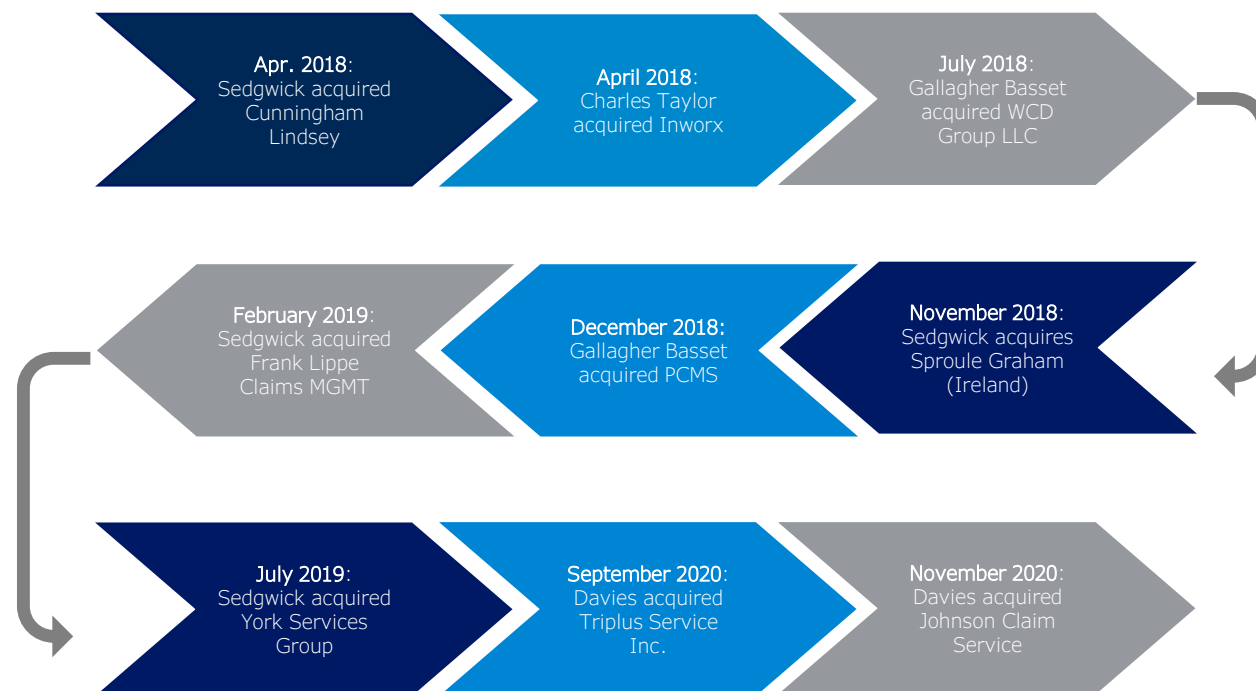 Apr. 2018:
Sedgwick acquired
Cunningham
Lindsey
April 2018:
Charles Taylor
acquired Inworx
July 2018:
Gallagher Basset
acquired WCD
Group LLC
November 2018:
Sedgwick acquires
Sproule Graham
(Ireland)
December 2018:
Gallagher Basset
acquired PCMS
February 2019:
Sedgwick acquired
Frank Lippe
Claims MGMT
July 2019:
Sedgwick acquired
York Services
Group
September 2020:
Davies acquired
Triplus Service
Inc.
November 2020:
Davies acquired
Johnson Claim
Service